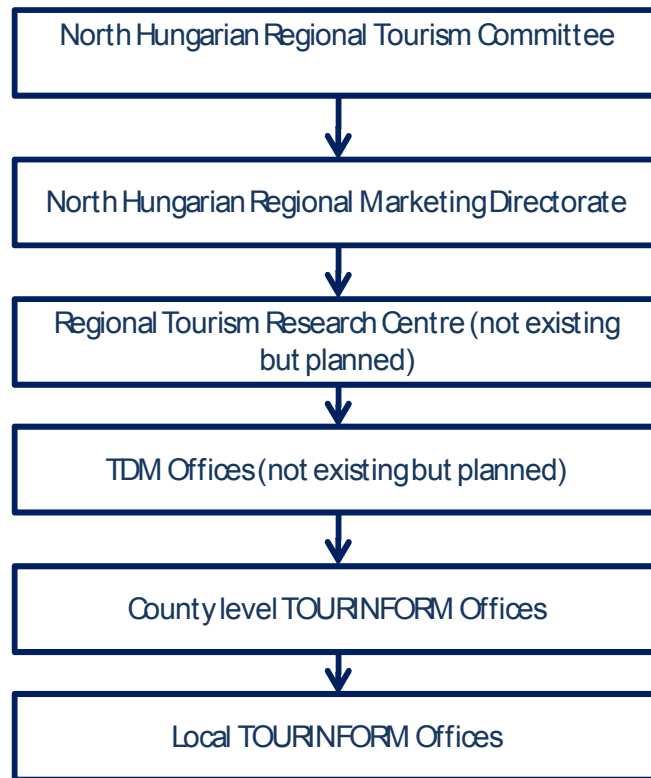 North Hungarian Regional Tourism Committee
North Hungarian Regional Marketing Directorate
Regional Tourism Research Centre (not existing
but planned)
TDM Offices (not existing but planned)
County level TOURINFORM Offices
Local TOURINFORM Offices